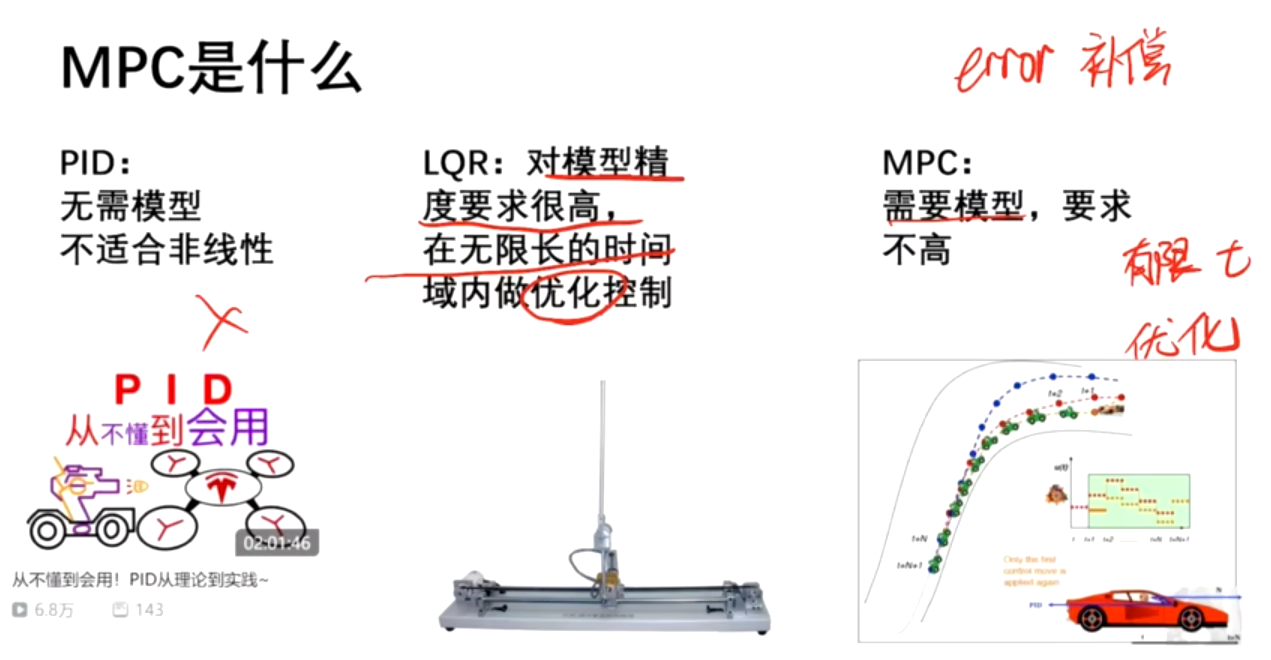 MPC是什么
error 补偿
PID：
无需模型
不适合非线性
LQR：对模型精
度要求很高，
在无限长的时间
域内做优化控制
MPC：
需要模型，要求
不高
有限 t
优化
PID
从不懂到会用
02:01:46
从不懂到会用！PID从理论到实践~
6.8万 143
t+2 t+1
u(t)
t t+1 t+2 t+N t+N+1
t+N
t+N+1
Only the first
control move is
applied again
PID